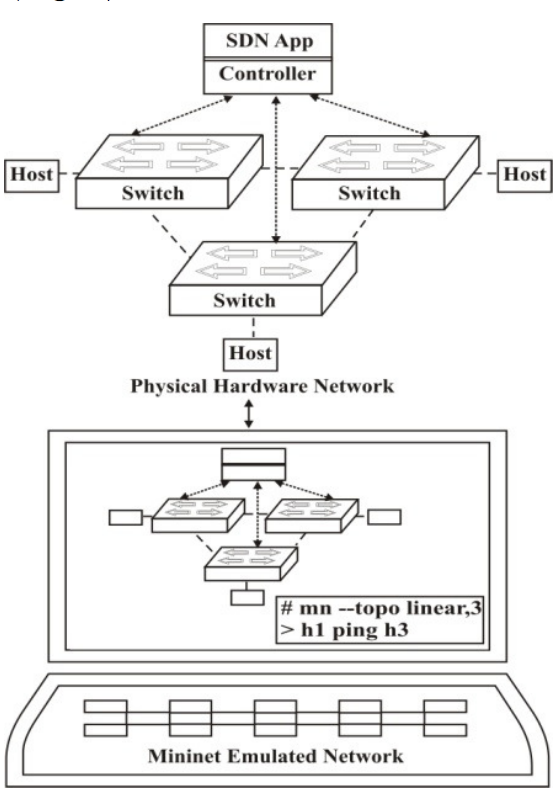 SDN App
Controller
Host
Switch
Switch
Host
Switch
Host
Physical Hardware Network
# mn --topo linear,3
> h1 ping h3
Mininet Emulated Network